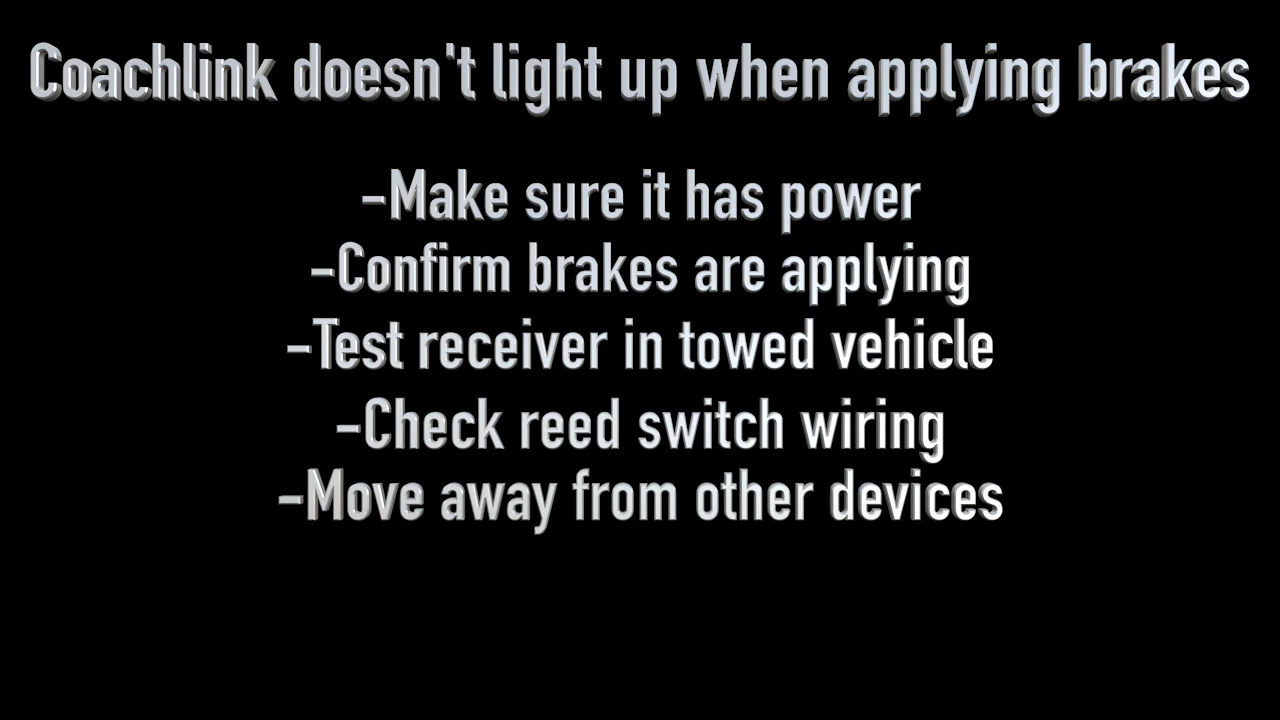 Coachlink doesn't light up when applying brakes
-Make sure it has power
-Confirm brakes are applying
-Test receiver in towed vehicle
-Check reed switch wiring
-Move away from other devices